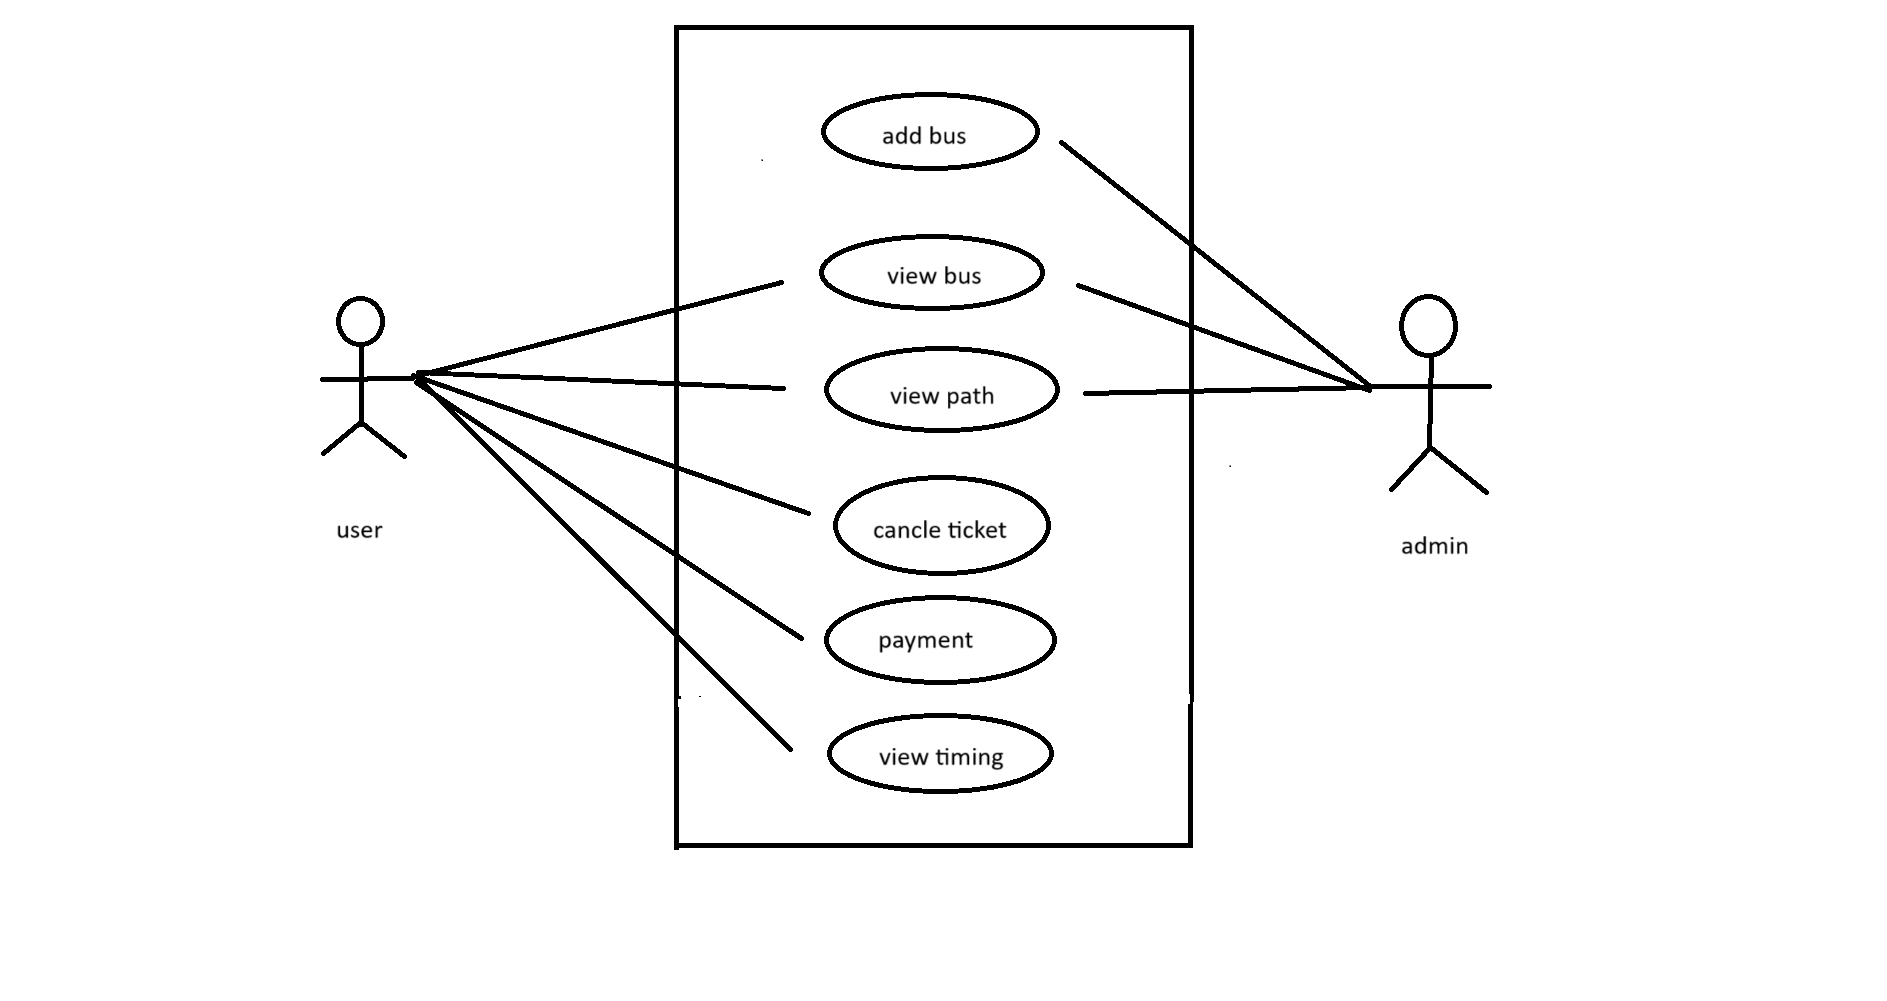 add bus
view bus
view path
cancle ticket
payment
view timing
user
admin